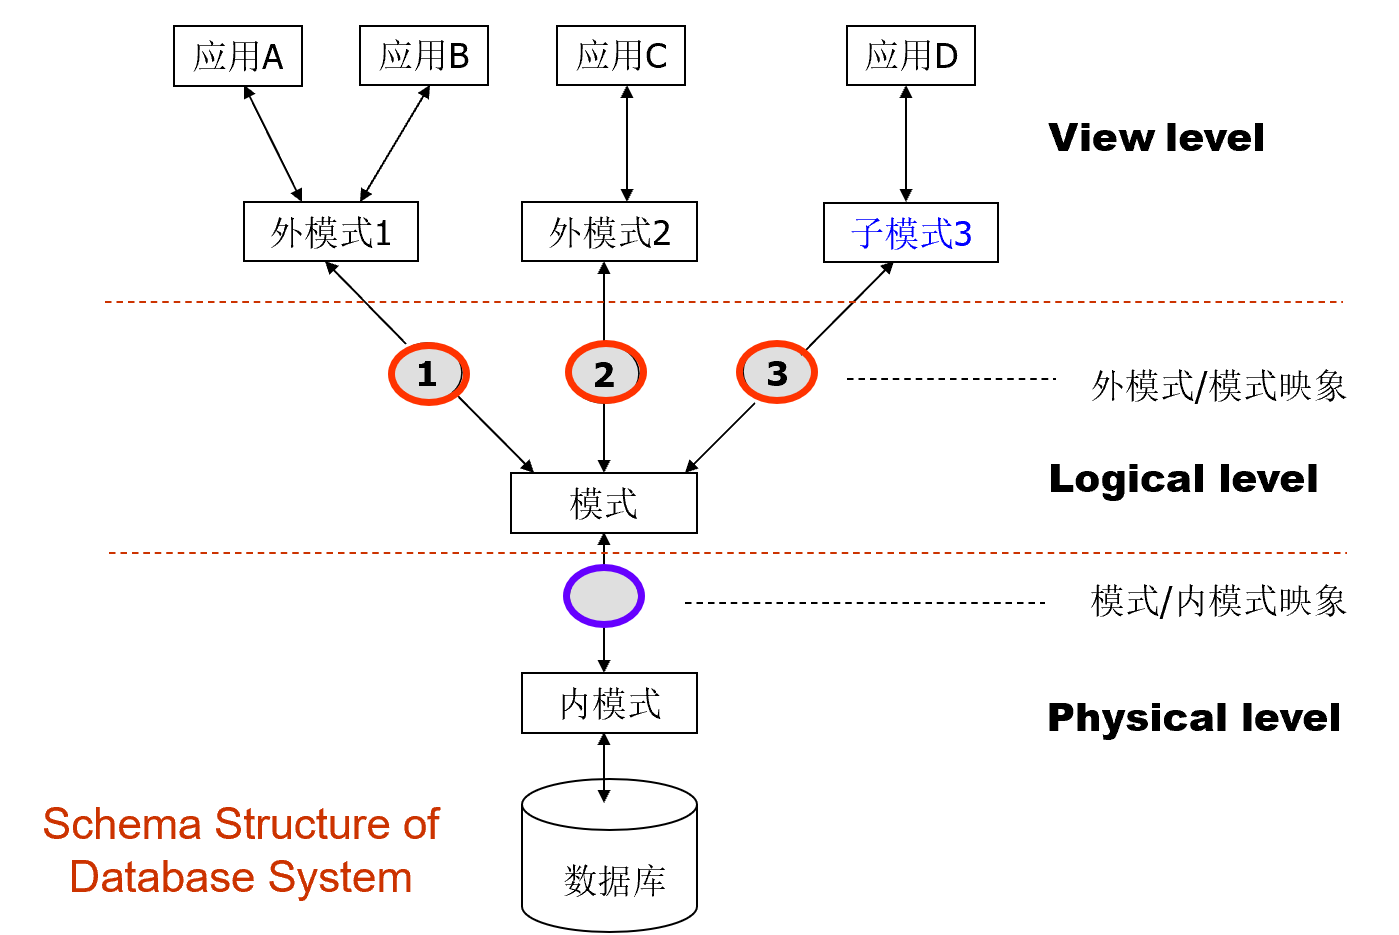 应用A
应用B
应用C
应用D
View level
外模式1
外模式2
子模式3
1
2
3
外模式/模式映象
Logical level
模式
模式/内模式映象
内模式
Physical level
Schema Structure of
Database System
数据库